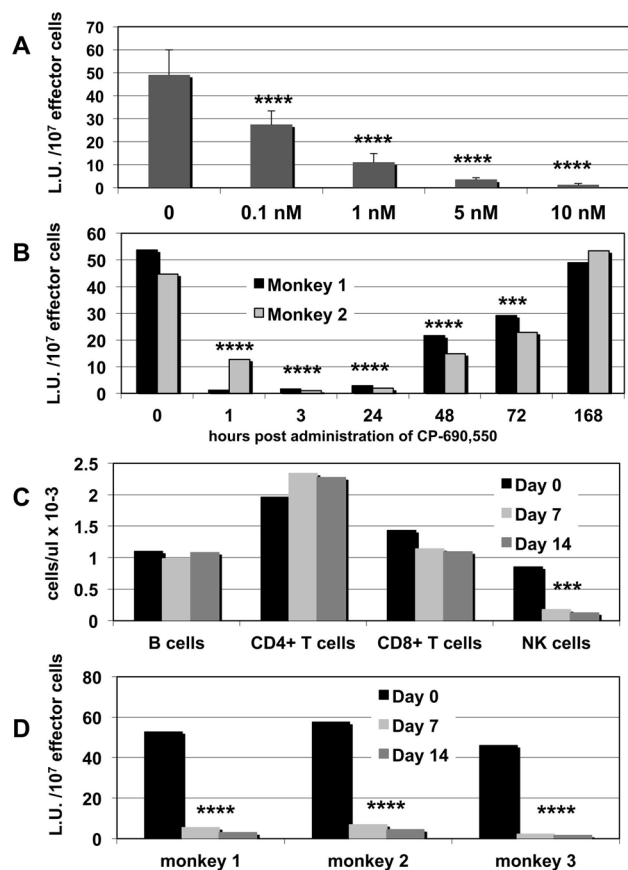 A
L.U. /10⁷ effector cells
70
60
50
40
30
20
10
0
****
****
****
****
0 0.1 nM 1 nM 5 nM 10 nM
B
L.U. /10⁷ effector cells
60
50
40
30
20
10
0
Monkey 1
Monkey 2
****
****
****
****
***
0 1 3 24 48 72 168
hours post administration of CP-690,550
C
cells/ul x 10-3
2.5
2
1.5
1
0.5
0
Day 0
Day 7
Day 14
***
B cells CD4+ T cells CD8+ T cells NK cells
D
L.U. /10⁷ effector cells
80
60
40
20
0
Day 0
Day 7
Day 14
****
****
****
monkey 1 monkey 2 monkey 3